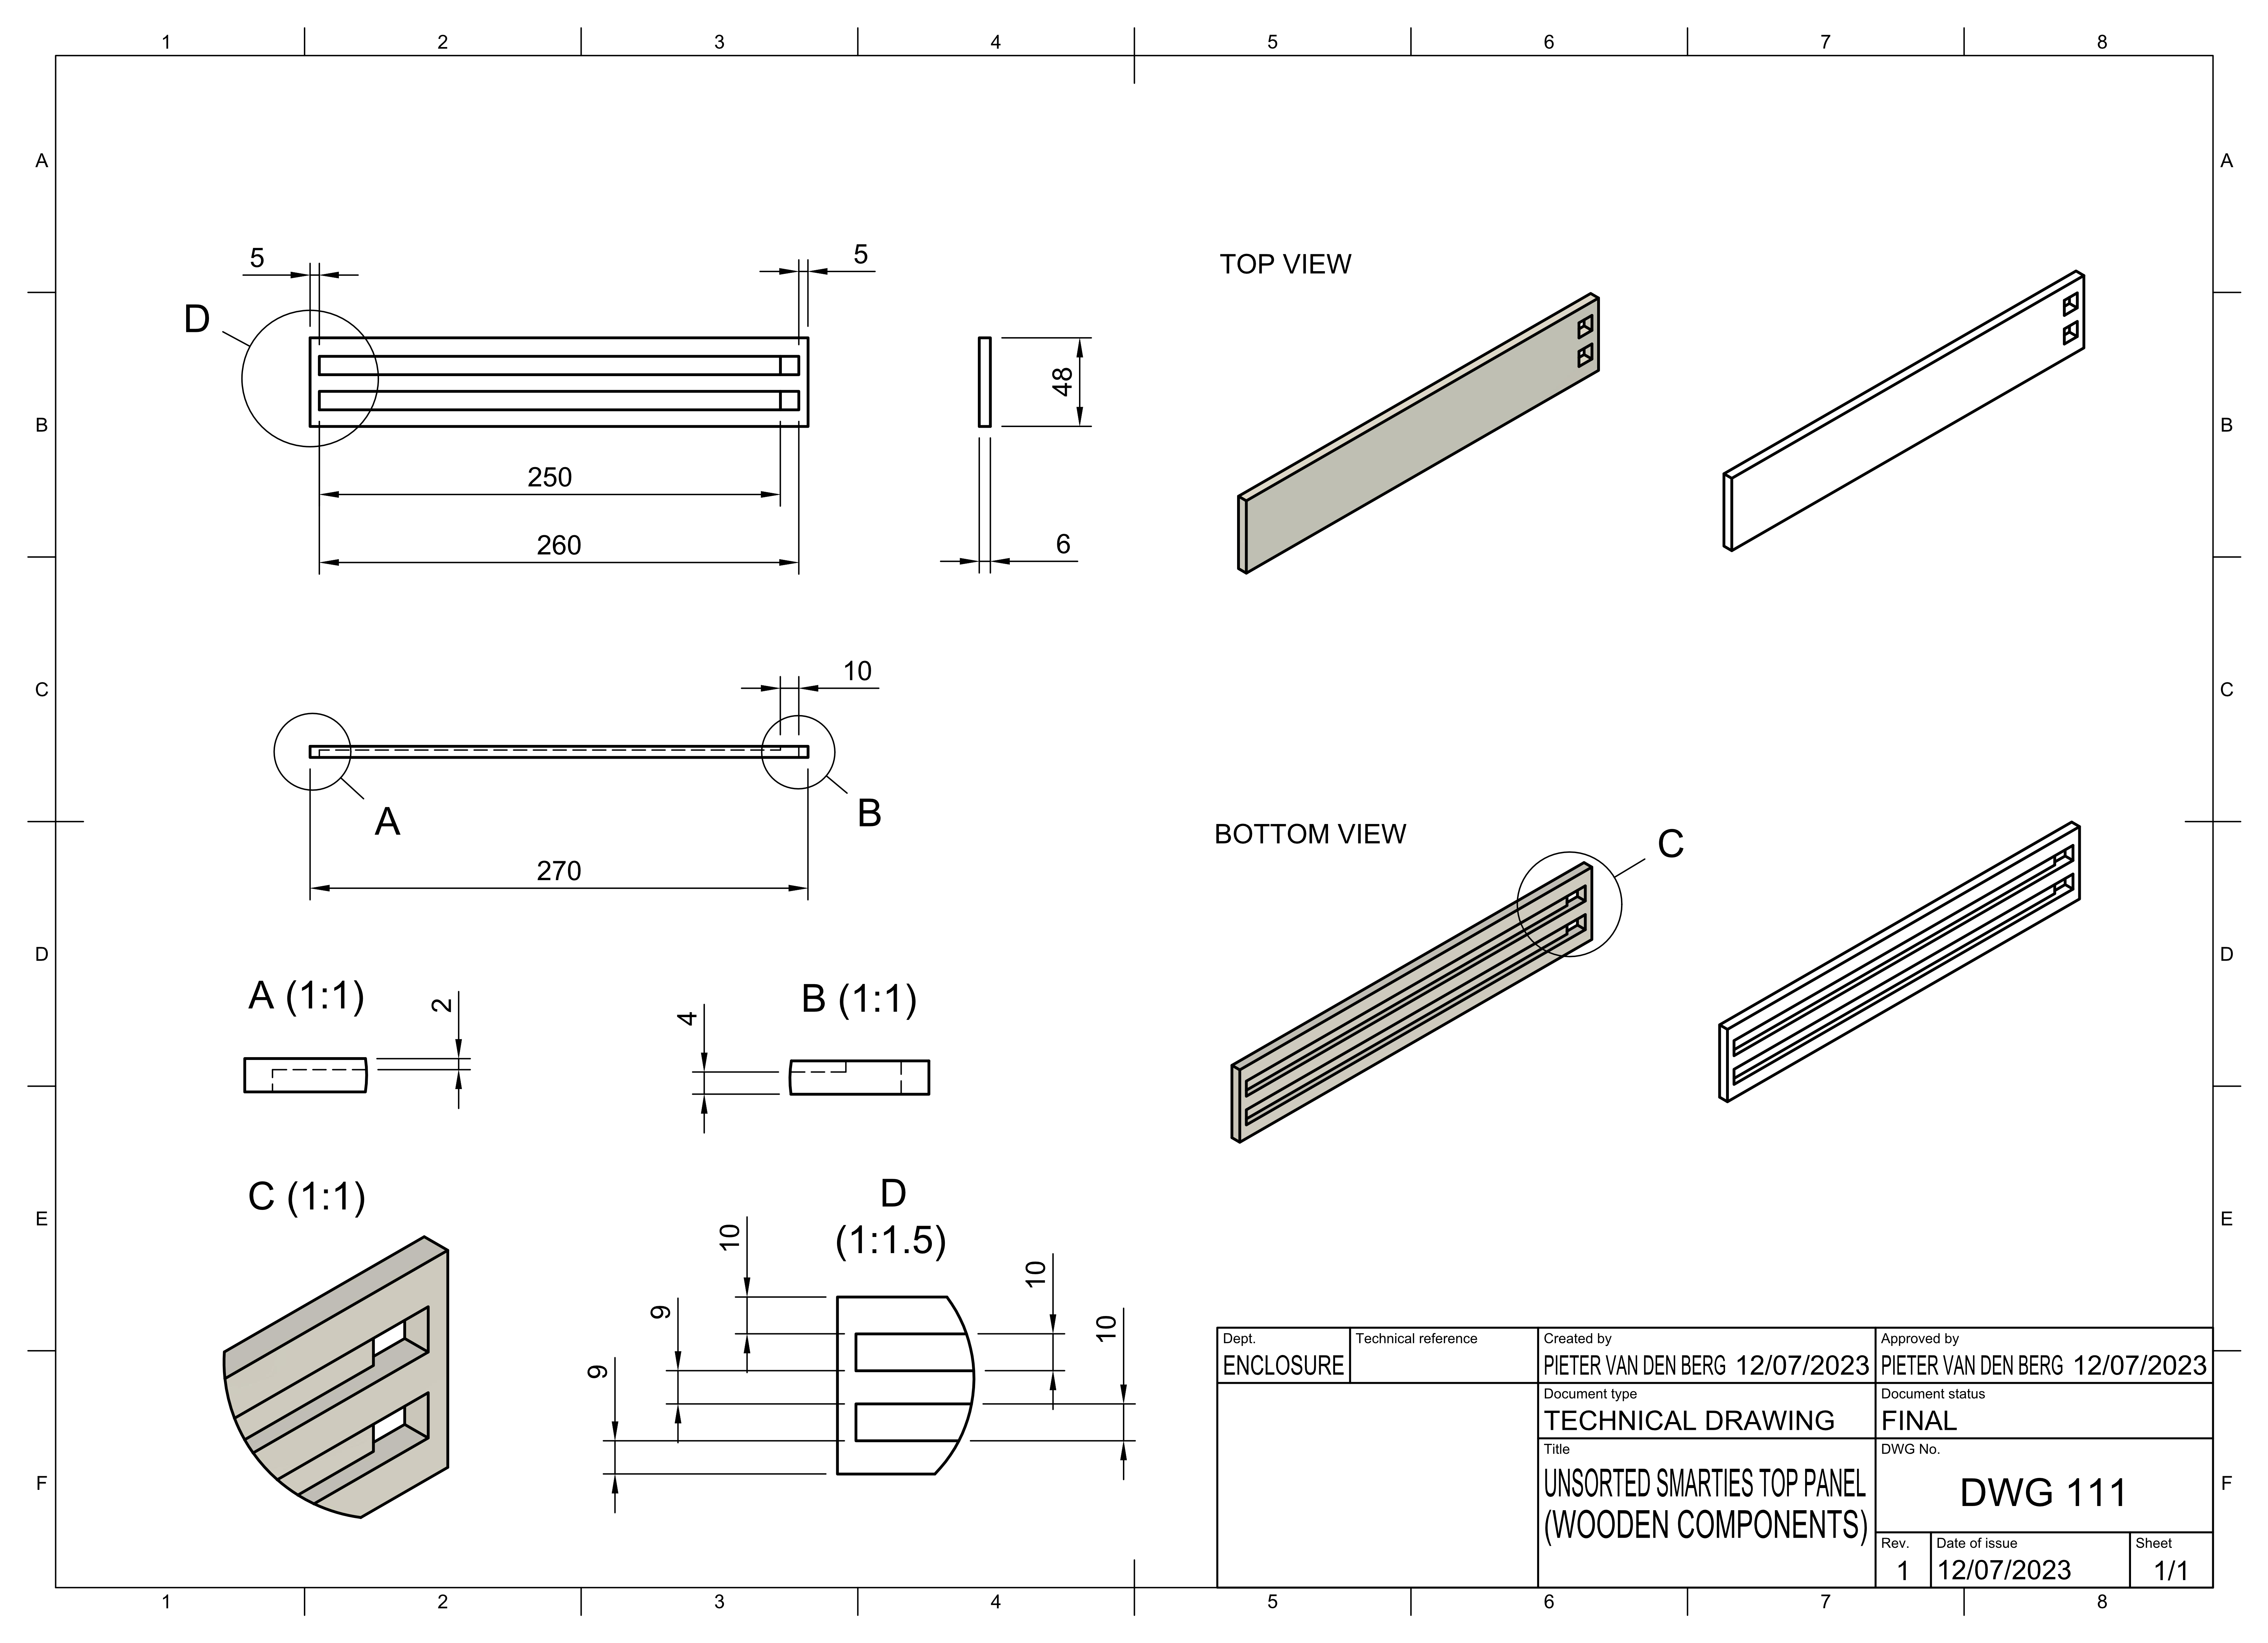 1 2 3 4 5 6 7 8
A A
B B
C C
D D
E E
F F
5 5
D
250
260
48
6
TOP VIEW
10
A B
270
BOTTOM VIEW
C
A (1:1)
2
B (1:1)
4
C (1:1)
D
(1:1.5)
10
9
9
10
10
Dept.
ENCLOSURE
Technical reference
Created by
PIETER VAN DEN BERG 12/07/2023
Approved by
PIETER VAN DEN BERG 12/07/2023
Document type
TECHNICAL DRAWING
Document status
FINAL
Title
UNSORTED SMARTIES TOP PANEL
(WOODEN COMPONENTS)
DWG No.
DWG 111
Rev.
1
Date of issue
12/07/2023
Sheet
1/1
1 2 3 4 5 6 7 8